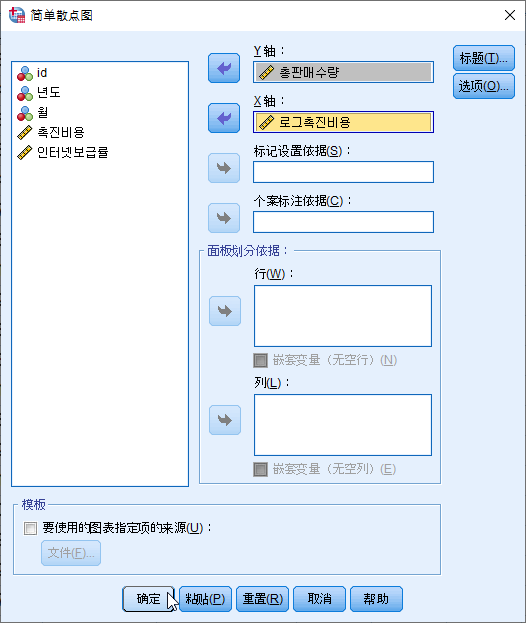 简单散点图
id
년도
월
촉진비용
인터넷보급률
Y 轴：
총판매수량
X 轴：
로그촉진비용
标记设置依据(S)：
个案标注依据(C)：
面板划分依据：
行(W)：
嵌套变量（无空行）(N)
列(L)：
嵌套变量（无空列）(E)
标题(T)...
选项(O)...
模板
要使用的图表指定项的来源(U)：
文件(F)...
确定
粘贴(P)
重置(R)
取消
帮助